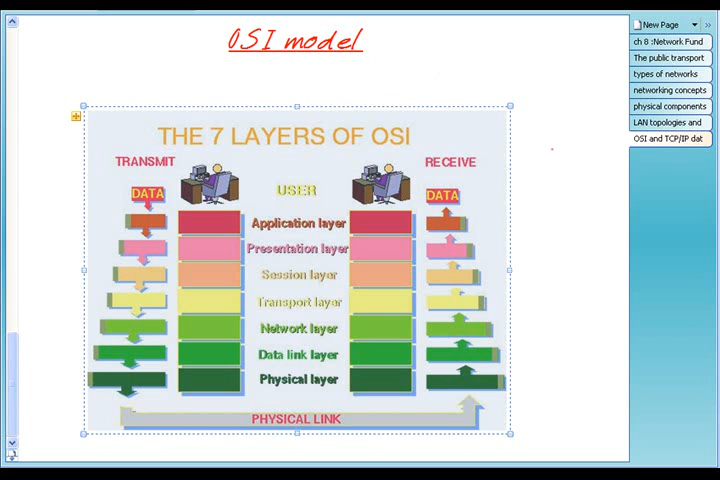 OSI model
New Page
ch 8 :Network Fund
The public transport
types of networks
networking concepts
physical components
LAN topologies and
OSI and TCP/IP dat
THE 7 LAYERS OF OSI
TRANSMIT
RECEIVE
USER
DATA
DATA
Application layer
Presentation layer
Session layer
Transport layer
Network layer
Data link layer
Physical layer
PHYSICAL LINK